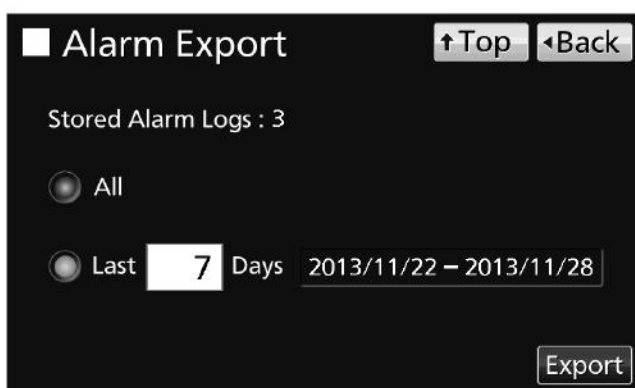 Alarm Export ↑Top ◂Back
Stored Alarm Logs : 3
All
Last 7 Days 2013/11/22 – 2013/11/28
Export